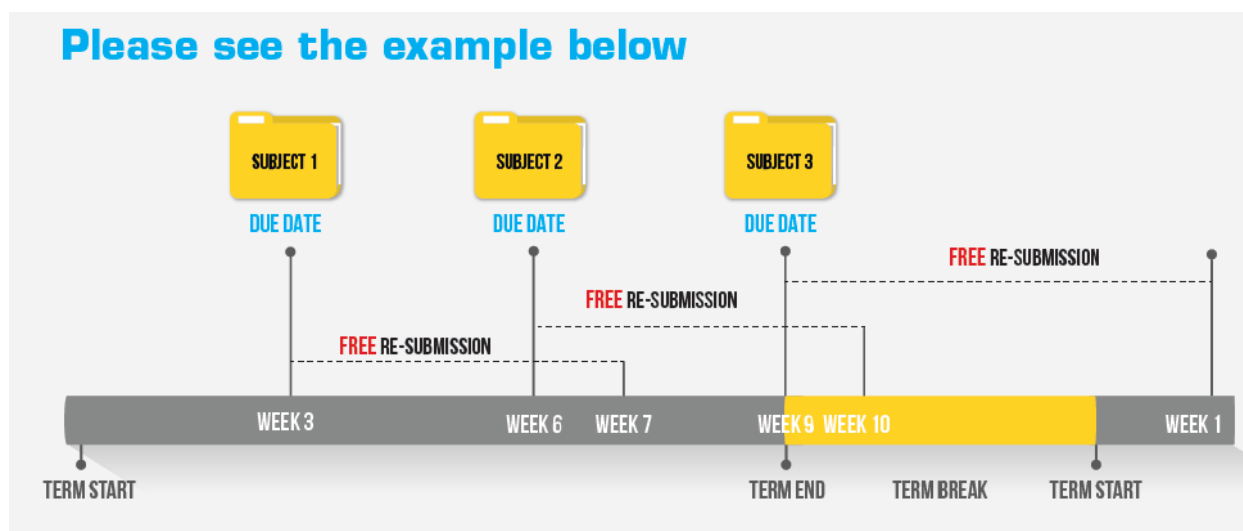 Please see the example below
SUBJECT 1
SUBJECT 2
SUBJECT 3
DUE DATE
DUE DATE
DUE DATE
FREE RE-SUBMISSION
FREE RE-SUBMISSION
FREE RE-SUBMISSION
WEEK 3
WEEK 6
WEEK 7
WEEK 9
WEEK 10
WEEK 1
TERM START
TERM END
TERM BREAK
TERM START